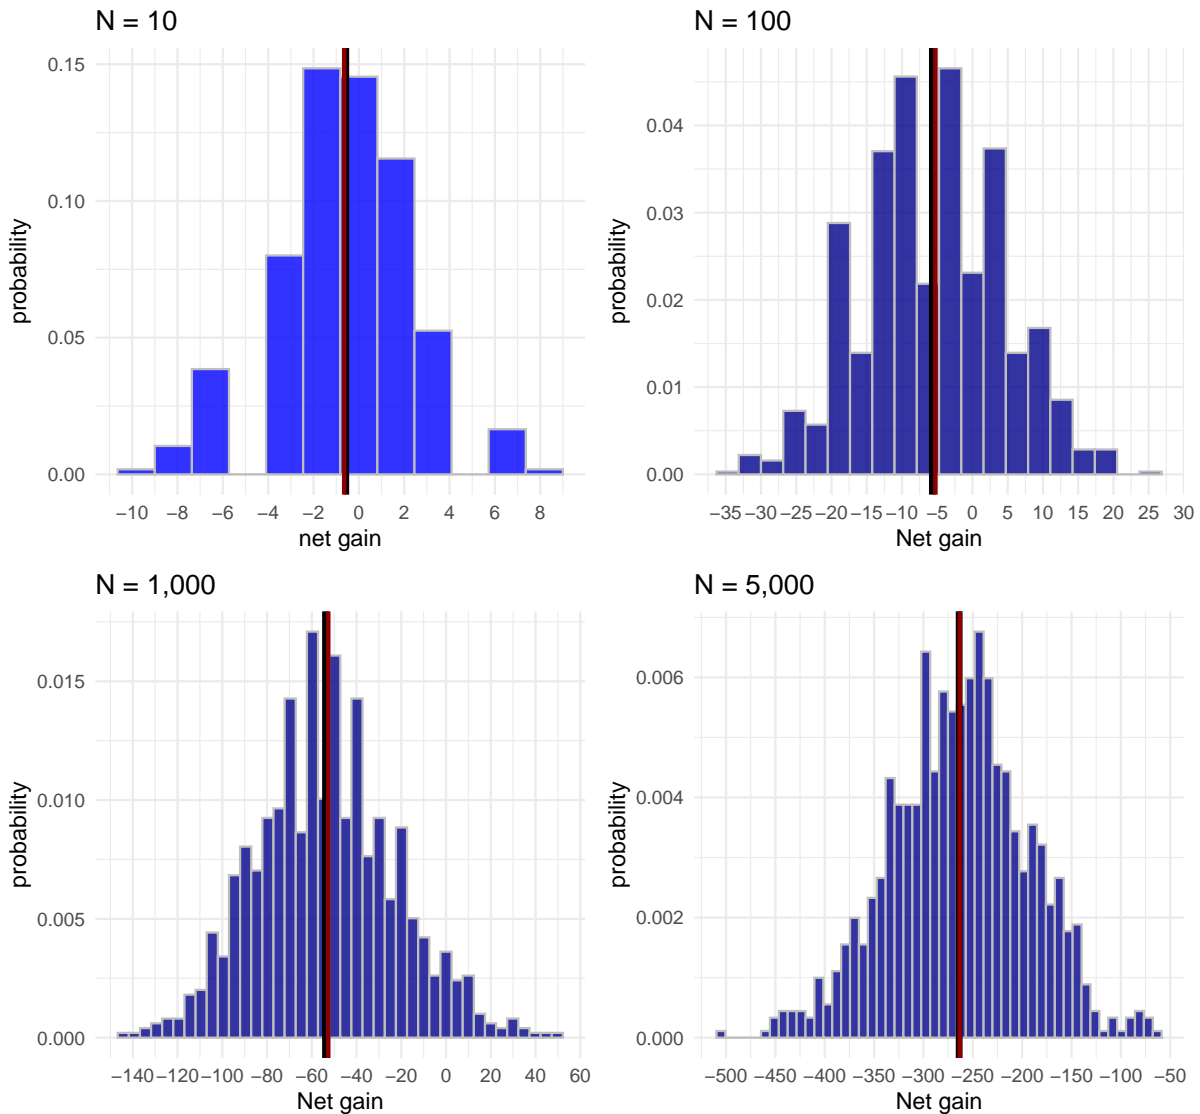 N = 10
N = 100
probability
0.15
0.10
0.05
0.00
−10 −8 −6 −4 −2 0 2 4 6 8
net gain
probability
0.04
0.03
0.02
0.01
0.00
−35 −30 −25 −20 −15 −10 −5 0 5 10 15 20 25 30
Net gain
N = 1,000
N = 5,000
probability
0.015
0.010
0.005
0.000
−140 −120 −100 −80 −60 −40 −20 0 20 40 60
Net gain
probability
0.006
0.004
0.002
0.000
−500 −450 −400 −350 −300 −250 −200 −150 −100 −50
Net gain